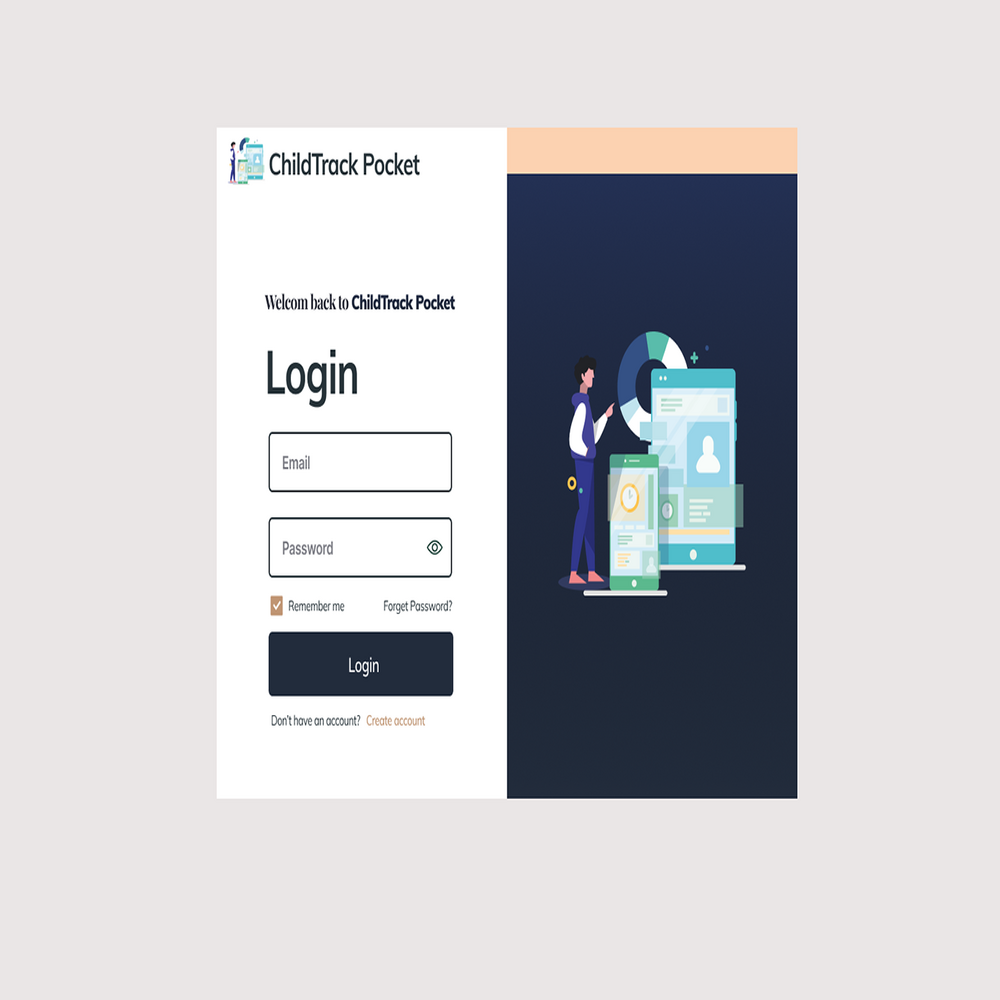 ChildTrack Pocket
Welcom back to ChildTrack Pocket
Login
Email
Password
Remember me Forget Password?
Login
Don't have an account? Create account